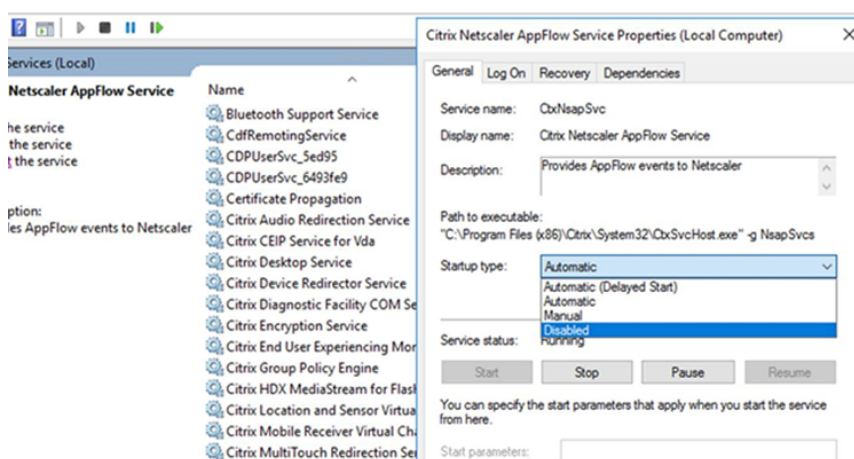 Services (Local)
Netscaler AppFlow Service
he service
the service
t the service
ption:
les AppFlow events to Netscaler
Name
Bluetooth Support Service
CdfRemotingService
CDPUserSvc_5ed95
CDPUserSvc_6493fe9
Certificate Propagation
Citrix Audio Redirection Service
Citrix CEIP Service for Vda
Citrix Desktop Service
Citrix Device Redirector Service
Citrix Diagnostic Facility COM Se
Citrix Encryption Service
Citrix End User Experiencing Mor
Citrix Group Policy Engine
Citrix HDX MediaStream for Flash
Citrix Location and Sensor Virtua
Citrix Mobile Receiver Virtual Cha
Citrix MultiTouch Redirection Ser
Citrix Netscaler AppFlow Service Properties (Local Computer)
General Log On Recovery Dependencies
Service name: CtxNsapSvc
Display name: Citrix Netscaler AppFlow Service
Description: Provides AppFlow events to Netscaler
Path to executable:
"C:\Program Files (x86)\Citrix\System32\CtxSvcHost.exe" -g NsapSvcs
Startup type: Automatic
Automatic (Delayed Start)
Automatic
Manual
Disabled
Service status: Running
Start Stop Pause Resume
You can specify the start parameters that apply when you start the service
from here.
Start parameters: